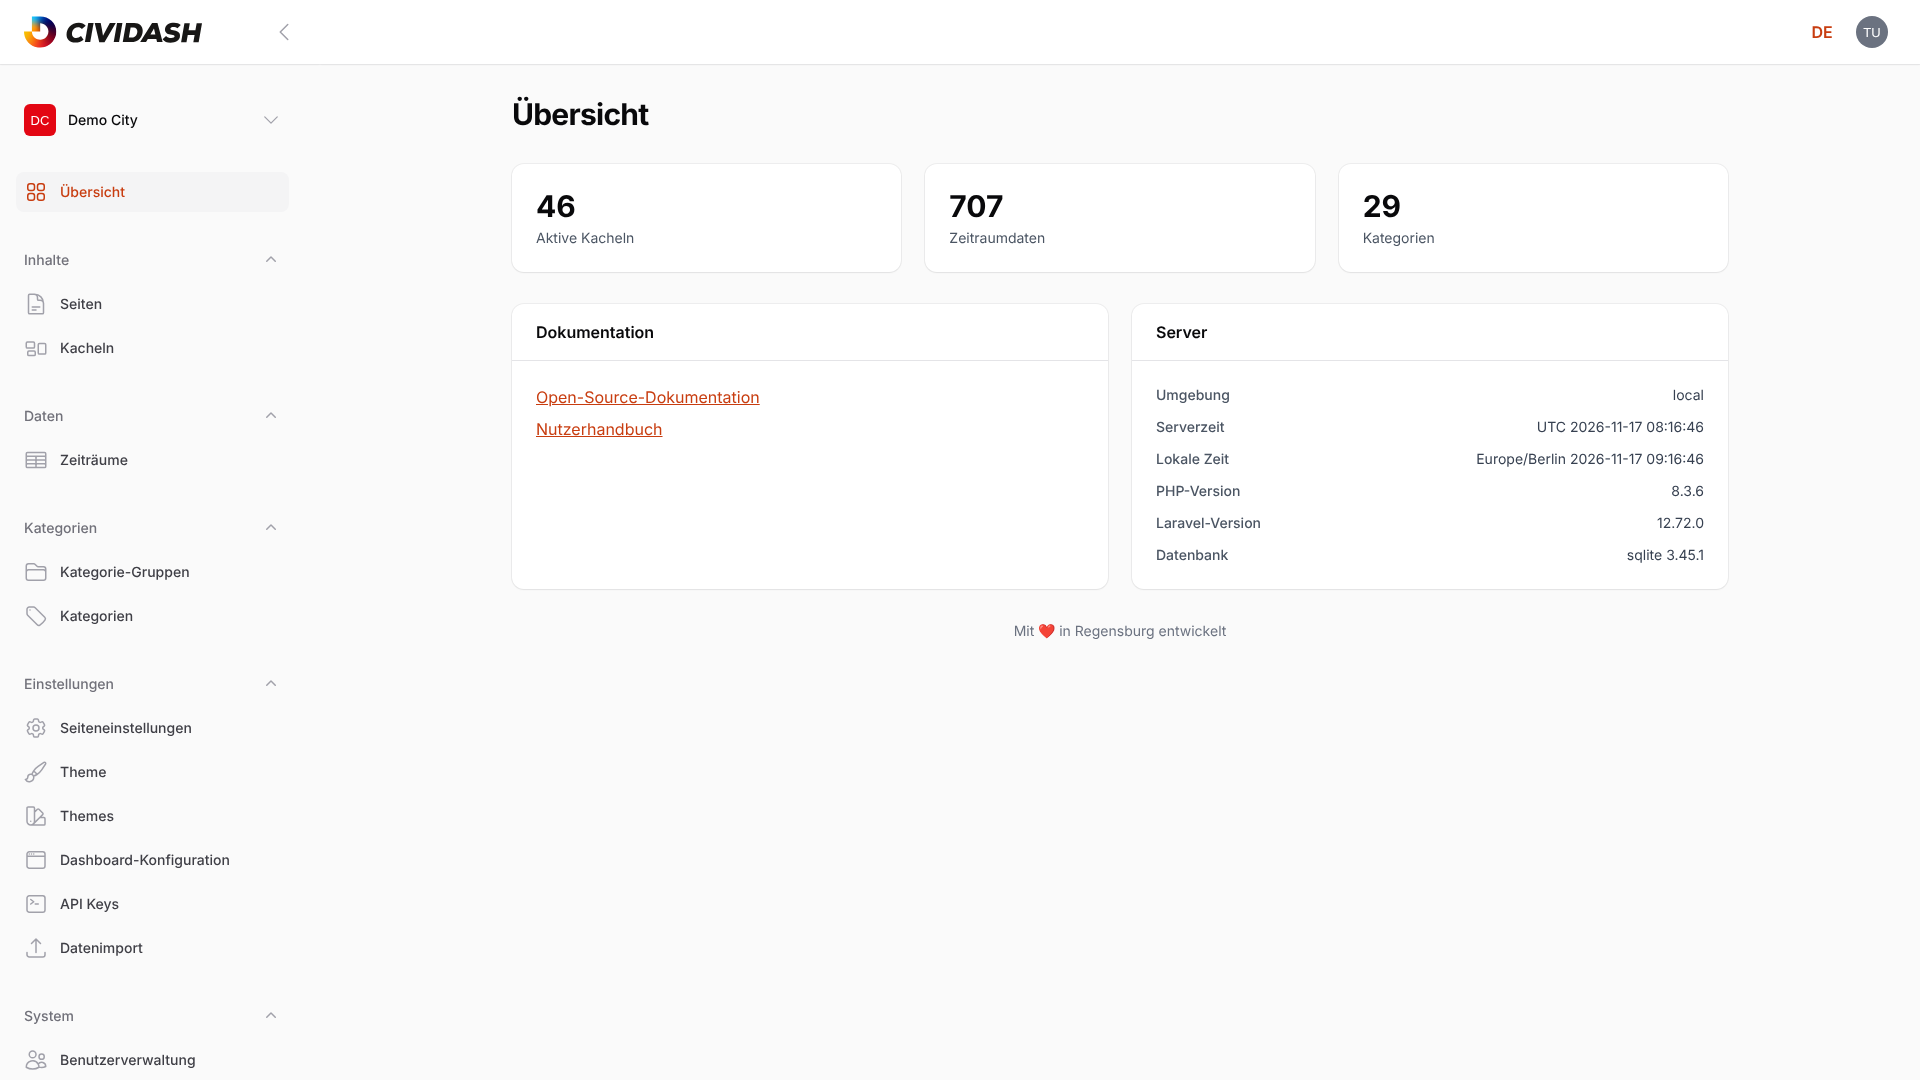 CIVIDASH
DE
TU
DC
Demo City
Übersicht
Inhalte
Seiten
Kacheln
Daten
Zeiträume
Kategorien
Kategorie-Gruppen
Kategorien
Einstellungen
Seiteneinstellungen
Theme
Themes
Dashboard-Konfiguration
API Keys
Datenimport
System
Benutzerverwaltung
Übersicht
46
Aktive Kacheln
707
Zeitraumdaten
29
Kategorien
Dokumentation
Open-Source-Dokumentation
Nutzerhandbuch
Server
Umgebung local
Serverzeit UTC 2026-11-17 08:16:46
Lokale Zeit Europe/Berlin 2026-11-17 09:16:46
PHP-Version 8.3.6
Laravel-Version 12.72.0
Datenbank sqlite 3.45.1
Mit ❤️ in Regensburg entwickelt